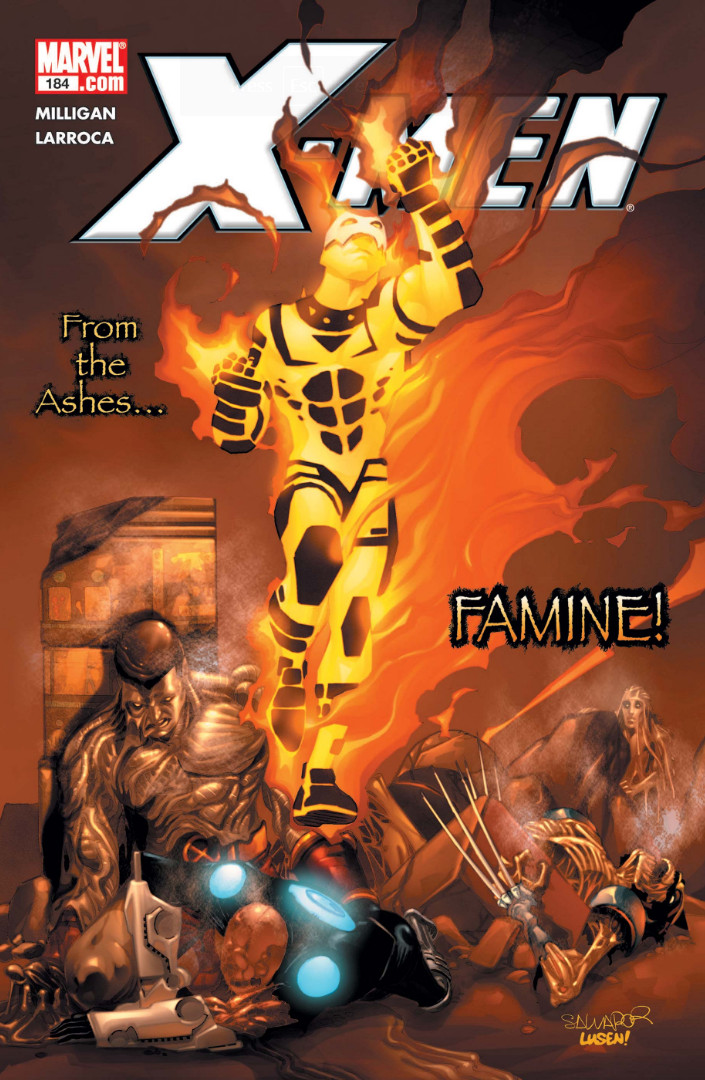 MARVEL
184 .com
MILLIGAN
LARROCA
X-MEN
®
From
the
Ashes...
FAMINE!
SALVADOR
LUSEN!